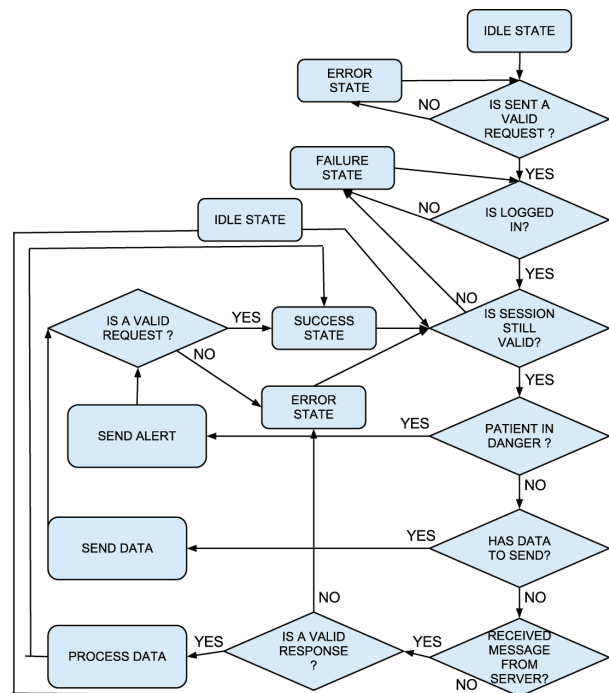 IDLE STATE
ERROR
STATE
NO
IS SENT A
VALID
REQUEST ?
YES
FAILURE
STATE
NO
IS LOGGED
IN?
IDLE STATE
YES
NO
IS A VALID
REQUEST ?
YES
SUCCESS
STATE
IS SESSION
STILL
VALID?
NO
YES
ERROR
STATE
SEND ALERT
YES
PATIENT IN
DANGER ?
NO
SEND DATA
YES
HAS DATA
TO SEND?
NO
NO
PROCESS DATA
YES
IS A VALID
RESPONSE
?
YES
RECEIVED
MESSAGE
FROM
SERVER?
NO